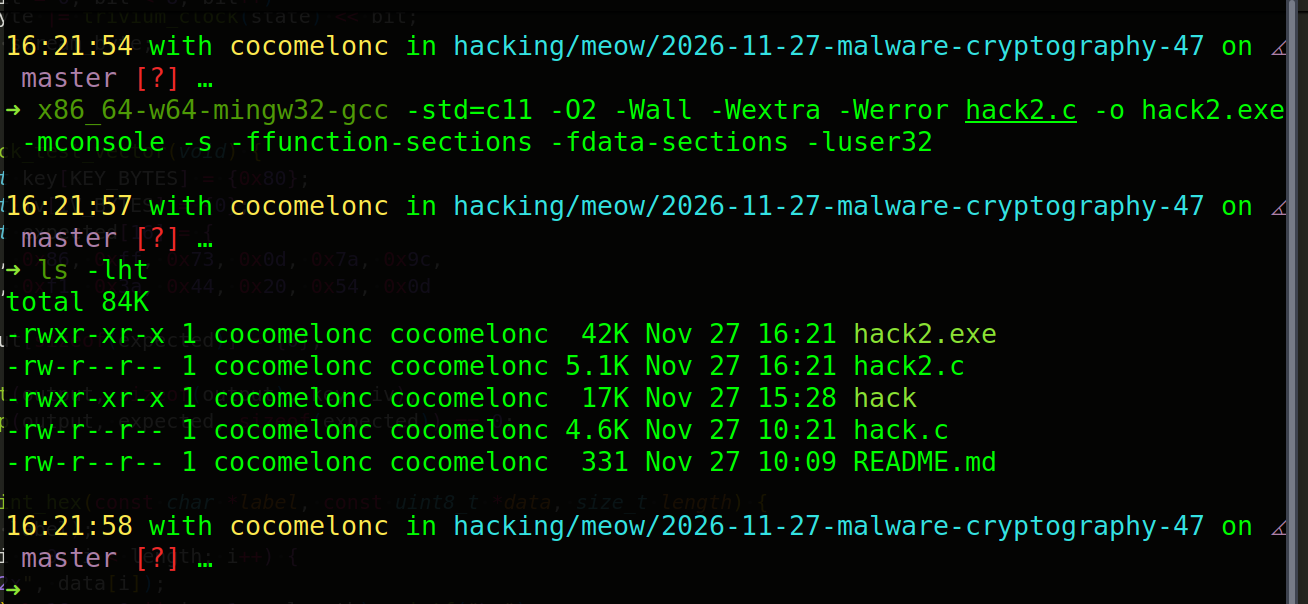 16:21:54 with cocomelonc in hacking/meow/2026-11-27-malware-cryptography-47 on
master [?] …
➜ x86_64-w64-mingw32-gcc -std=c11 -O2 -Wall -Wextra -Werror hack2.c -o hack2.exe
-mconsole -s -ffunction-sections -fdata-sections -luser32
16:21:57 with cocomelonc in hacking/meow/2026-11-27-malware-cryptography-47 on
master [?] …
➜ ls -lht
total 84K
-rwxr-xr-x 1 cocomelonc cocomelonc  42K Nov 27 16:21 hack2.exe
-rw-r--r-- 1 cocomelonc cocomelonc 5.1K Nov 27 16:21 hack2.c
-rwxr-xr-x 1 cocomelonc cocomelonc  17K Nov 27 15:28 hack
-rw-r--r-- 1 cocomelonc cocomelonc 4.6K Nov 27 10:21 hack.c
-rw-r--r-- 1 cocomelonc cocomelonc  331 Nov 27 10:09 README.md
16:21:58 with cocomelonc in hacking/meow/2026-11-27-malware-cryptography-47 on
master [?] …
➜